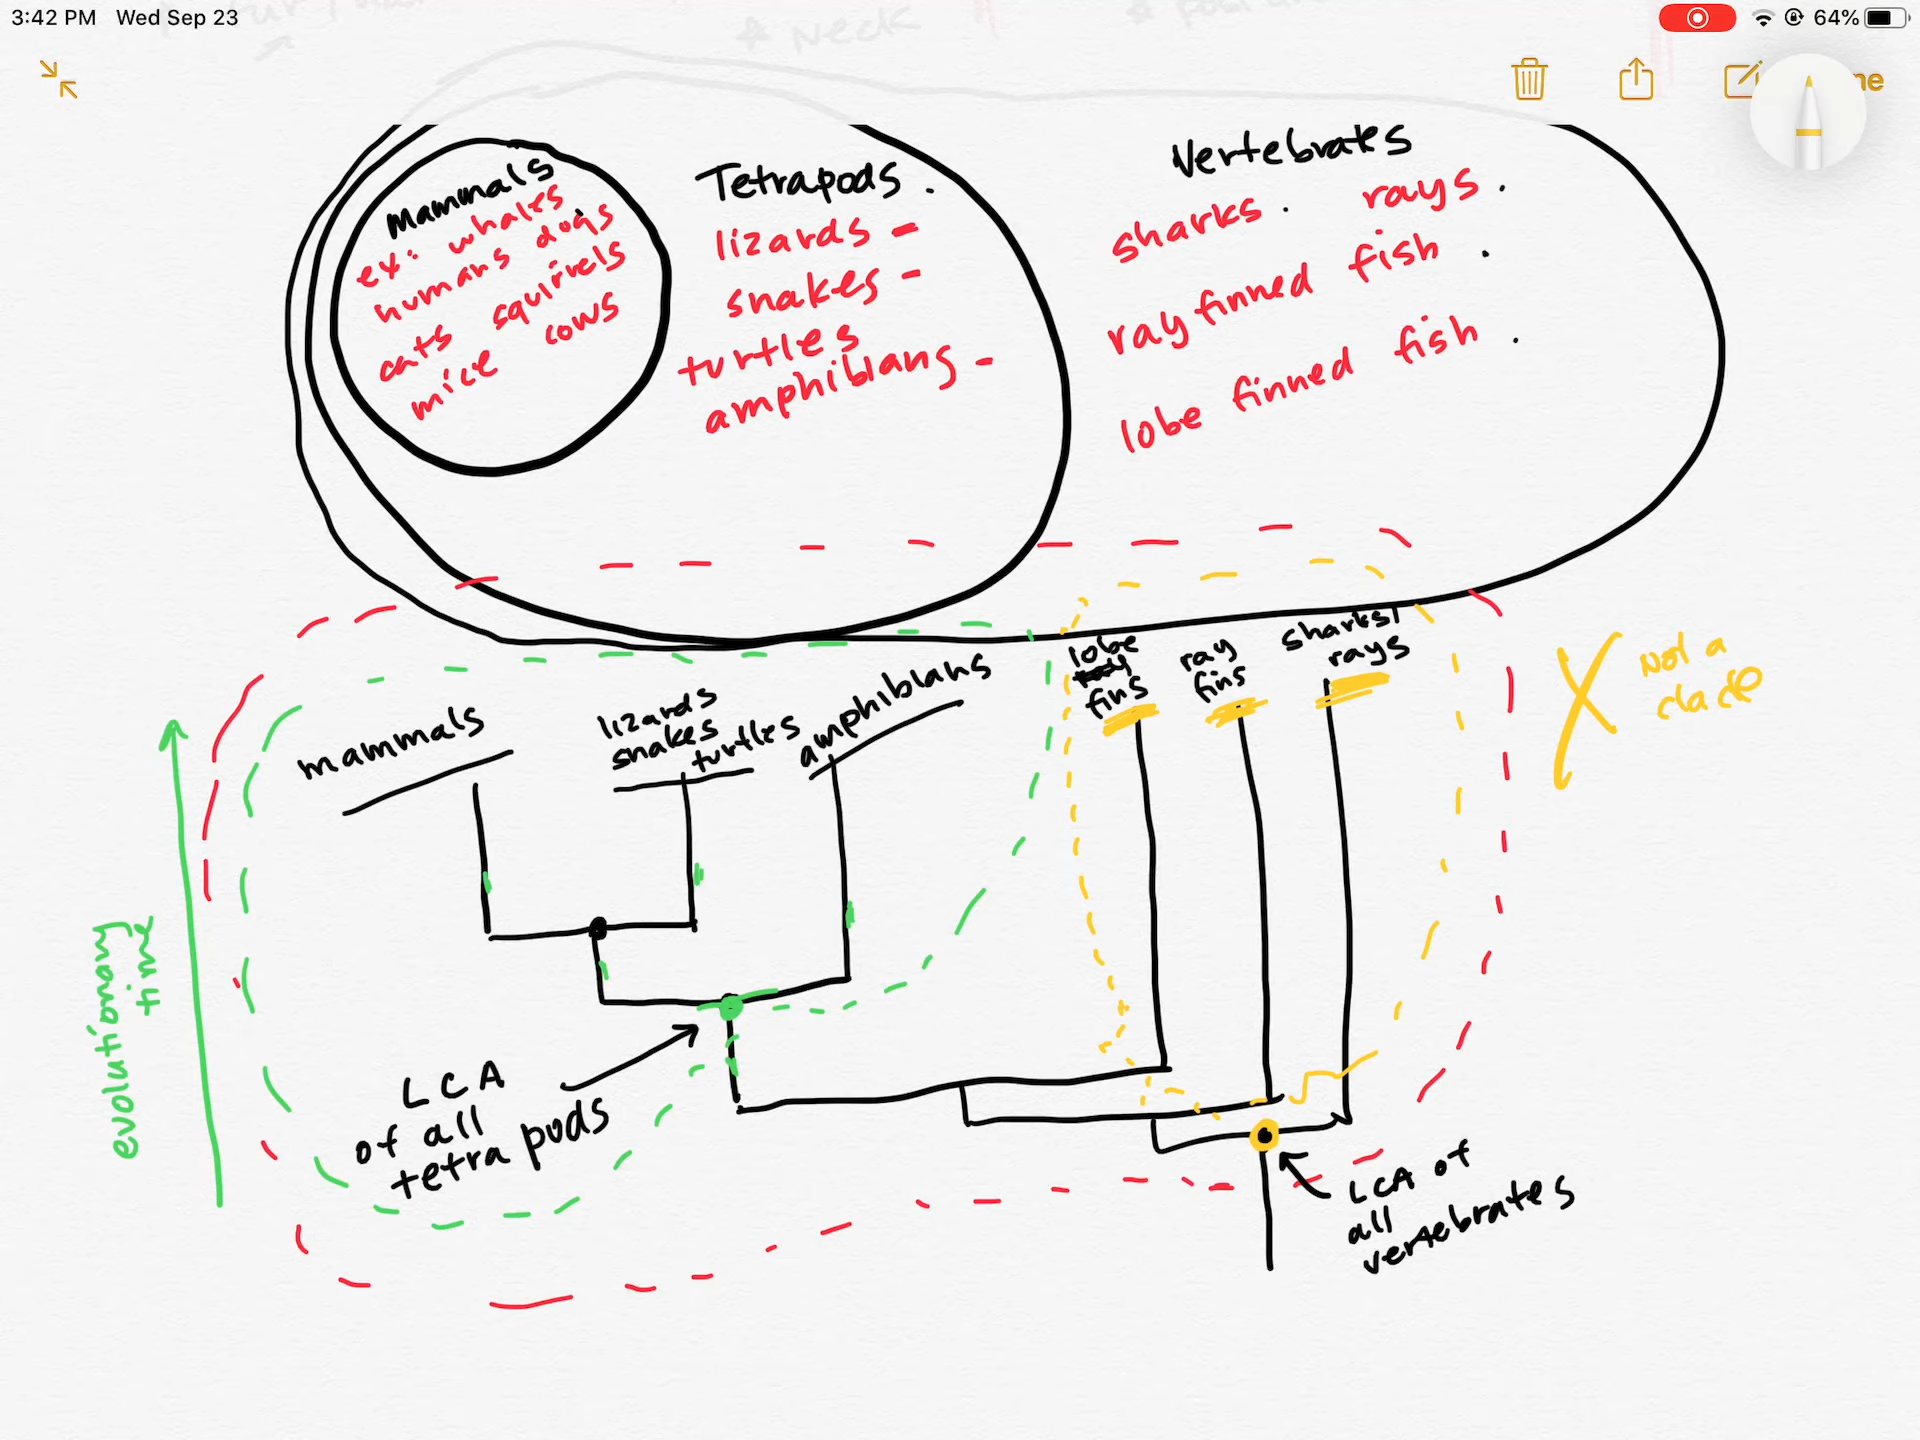 3:42 PM Wed Sep 23
64%
Neck
Mammals
ex: whales
humans dogs
cats squirrels
mice cows
Tetrapods.
lizards -
snakes -
turtles
amphibians -
Vertebrates
sharks. rays.
ray finned fish.
lobe finned fish.
mammals
lizards
snakes
turtles
amphibians
lobe
fins
ray
fins
sharks/
rays
Not a
clade
evolutionary
time
LCA
of all
tetrapods
LCA of
all
vertebrates